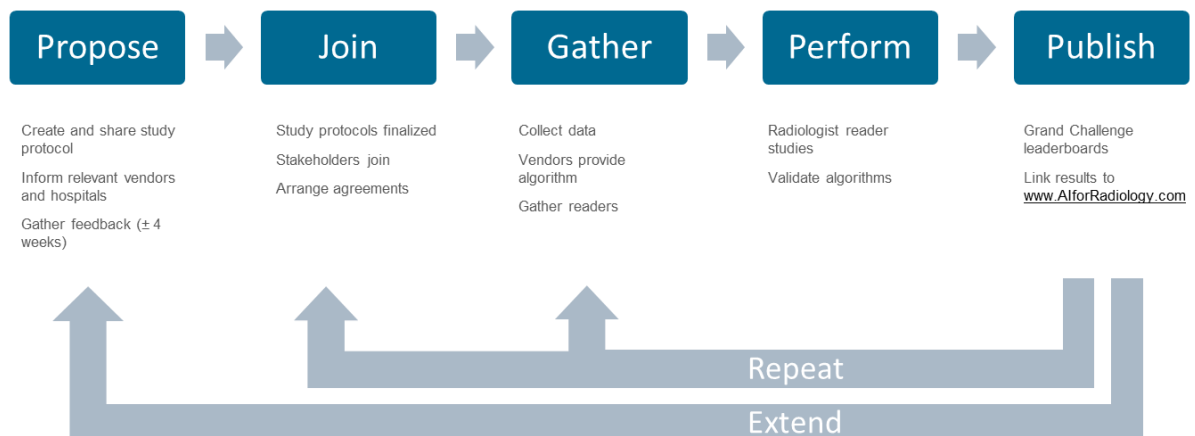 Propose
Join
Gather
Perform
Publish
Create and share study
protocol
Inform relevant vendors
and hospitals
Gather feedback (± 4
weeks)
Study protocols finalized
Stakeholders join
Arrange agreements
Collect data
Vendors provide
algorithm
Gather readers
Radiologist reader
studies
Validate algorithms
Grand Challenge
leaderboards
Link results to
www.AIforRadiology.com
Repeat
Extend